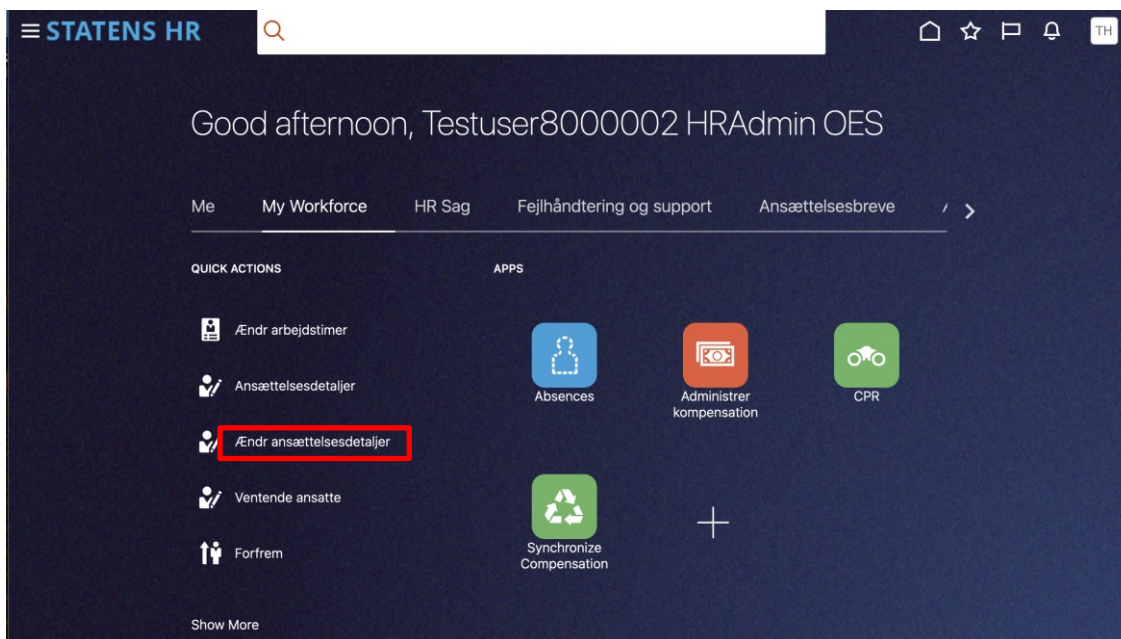 STATENS HR
TH
Good afternoon, Testuser8000002 HRAdmin OES
Me My Workforce HR Sag Fejlhåndtering og support Ansættelsesbreve
QUICK ACTIONS
APPS
Ændr arbejdstimer
Ansættelsesdetaljer
Ændr ansættelsesdetaljer
Ventende ansatte
Forfrem
Show More
Absences
Administrer
kompensation
CPR
Synchronize
Compensation